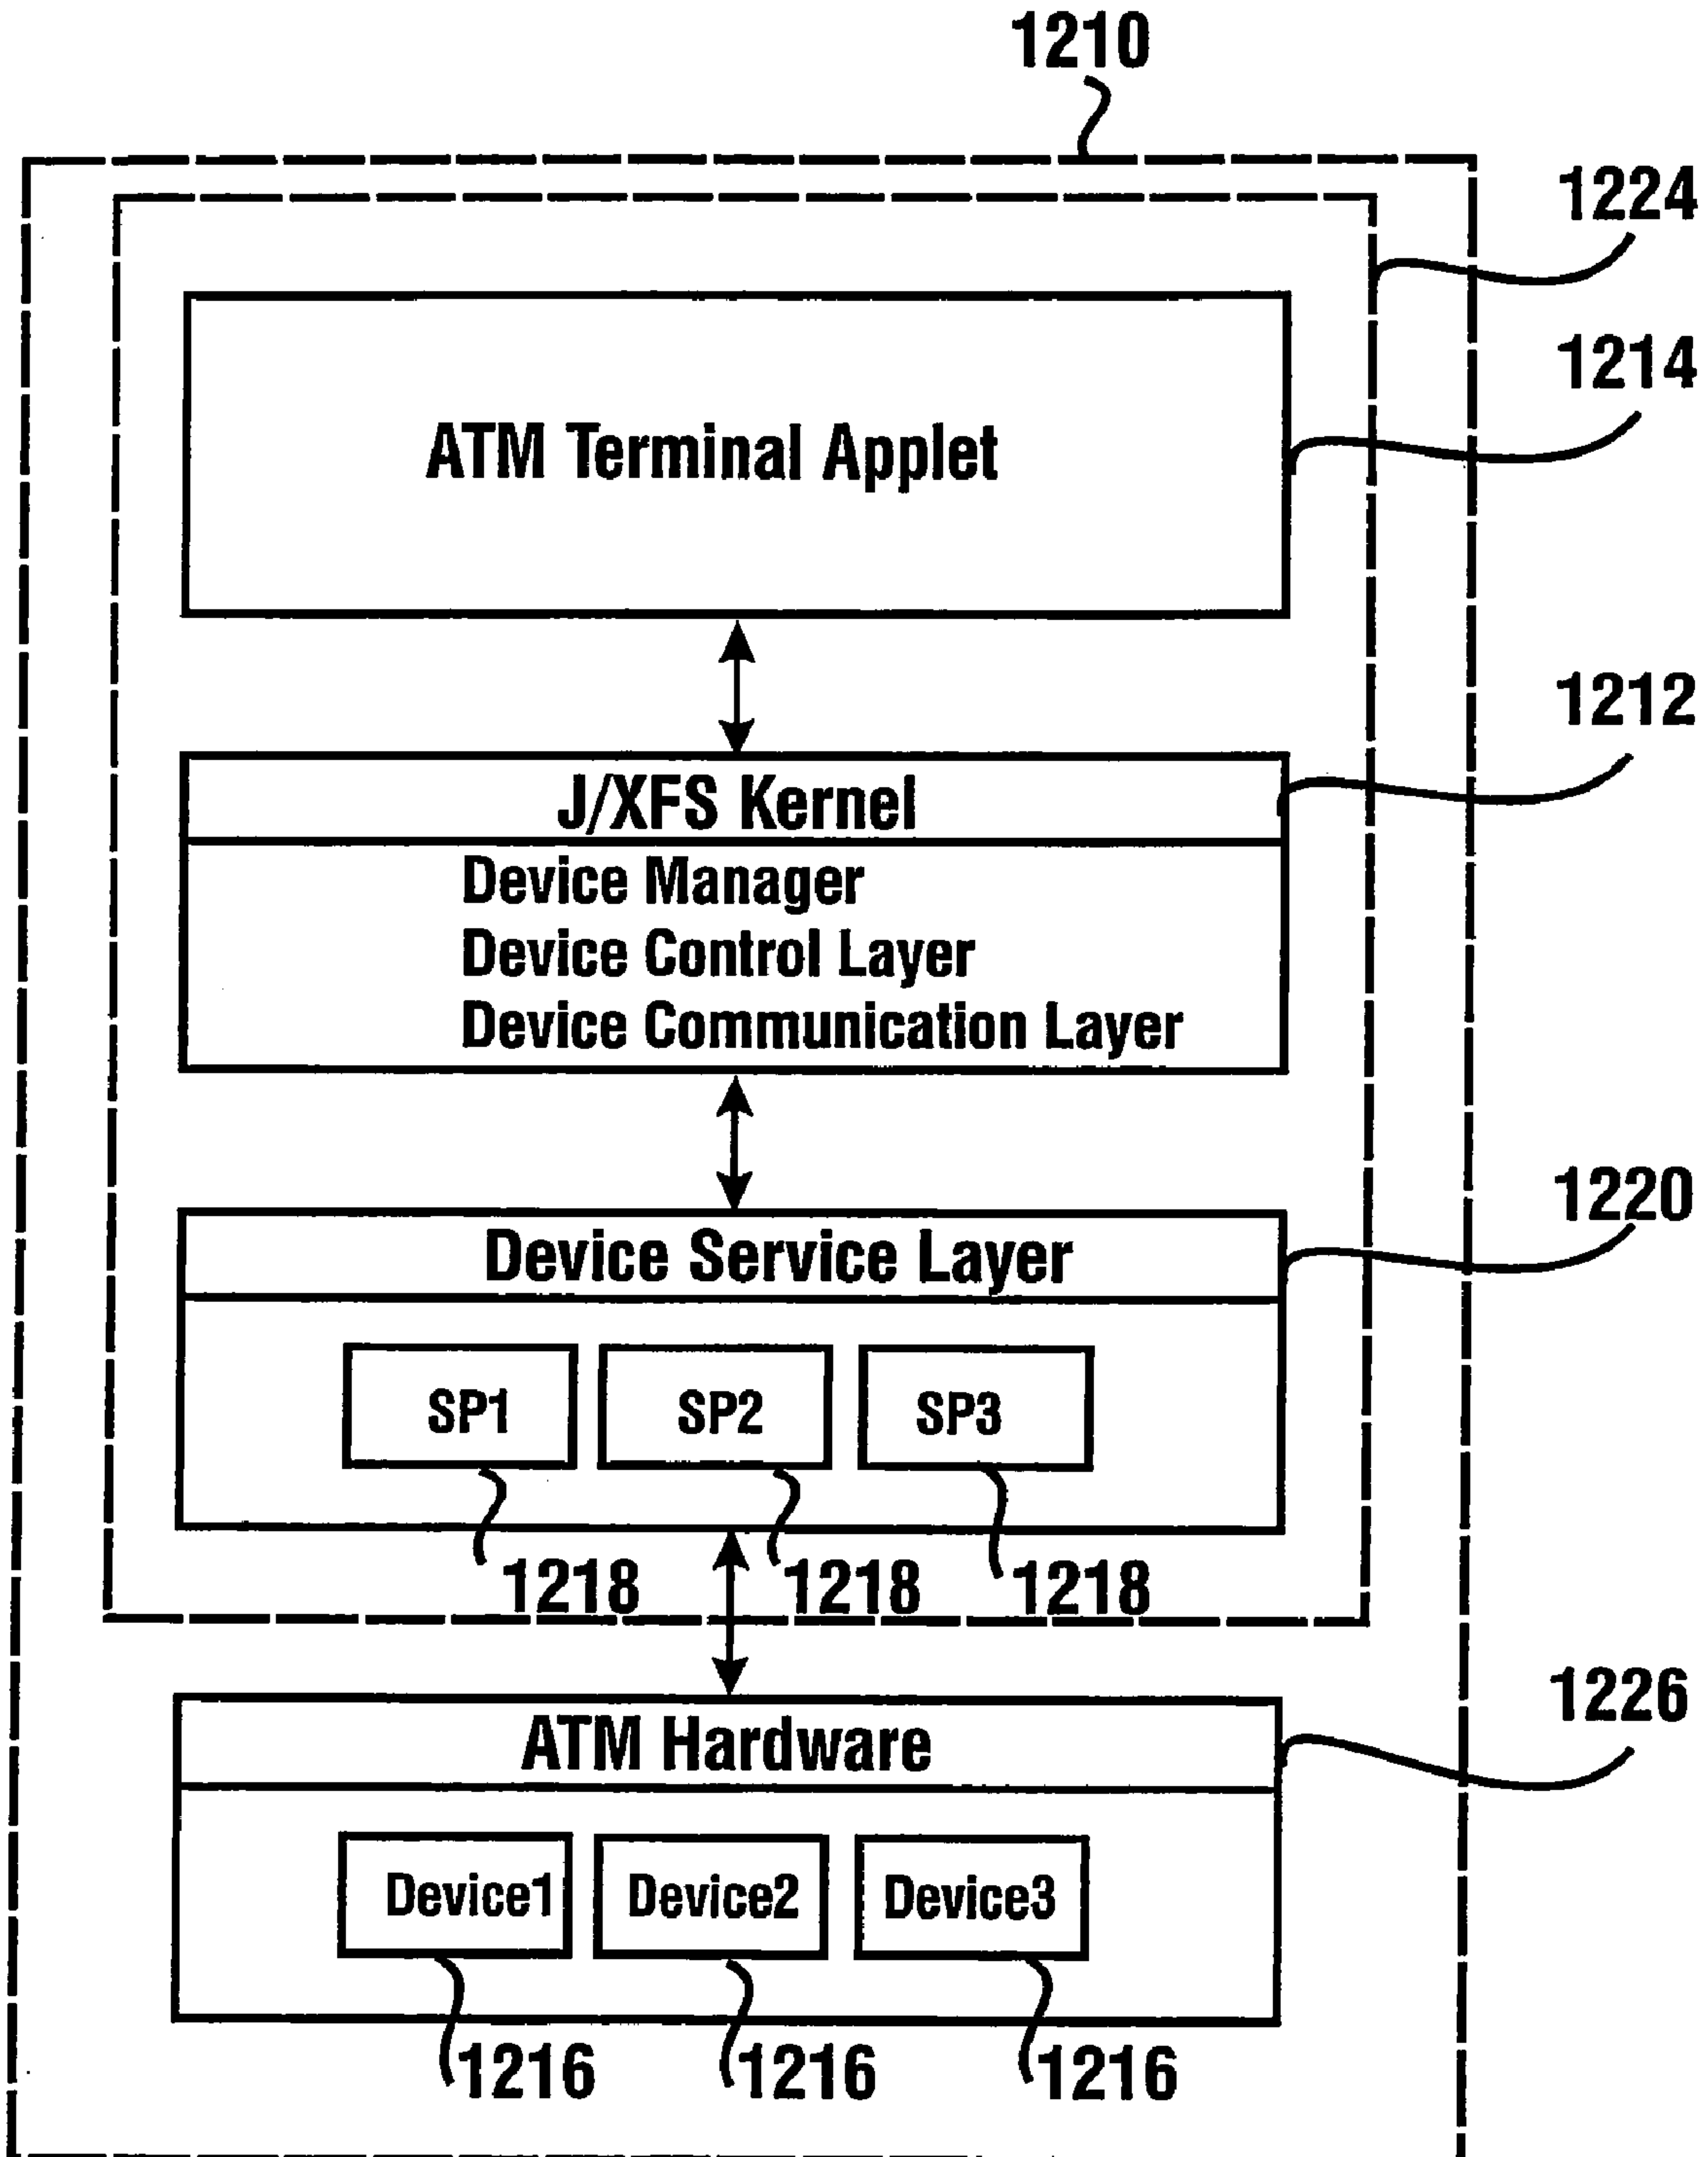 1210
1224
1214
ATM Terminal Applet
1212
J/XFS Kernel
Device Manager
Device Control Layer
Device Communication Layer
1220
Device Service Layer
SP1 SP2 SP3
1218 1218 1218
1226
ATM Hardware
Device1 Device2 Device3
1216 1216 1216